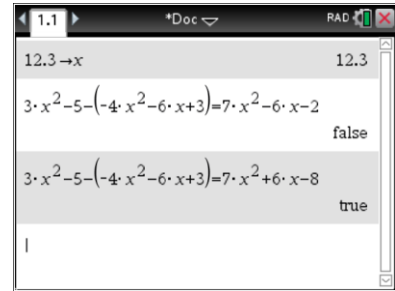 1.1 *Doc RAD
12.3→x 12.3
3·x²−5−(-4·x²−6·x+3)=7·x²−6·x−2
false
3·x²−5−(-4·x²−6·x+3)=7·x²+6·x−8
true